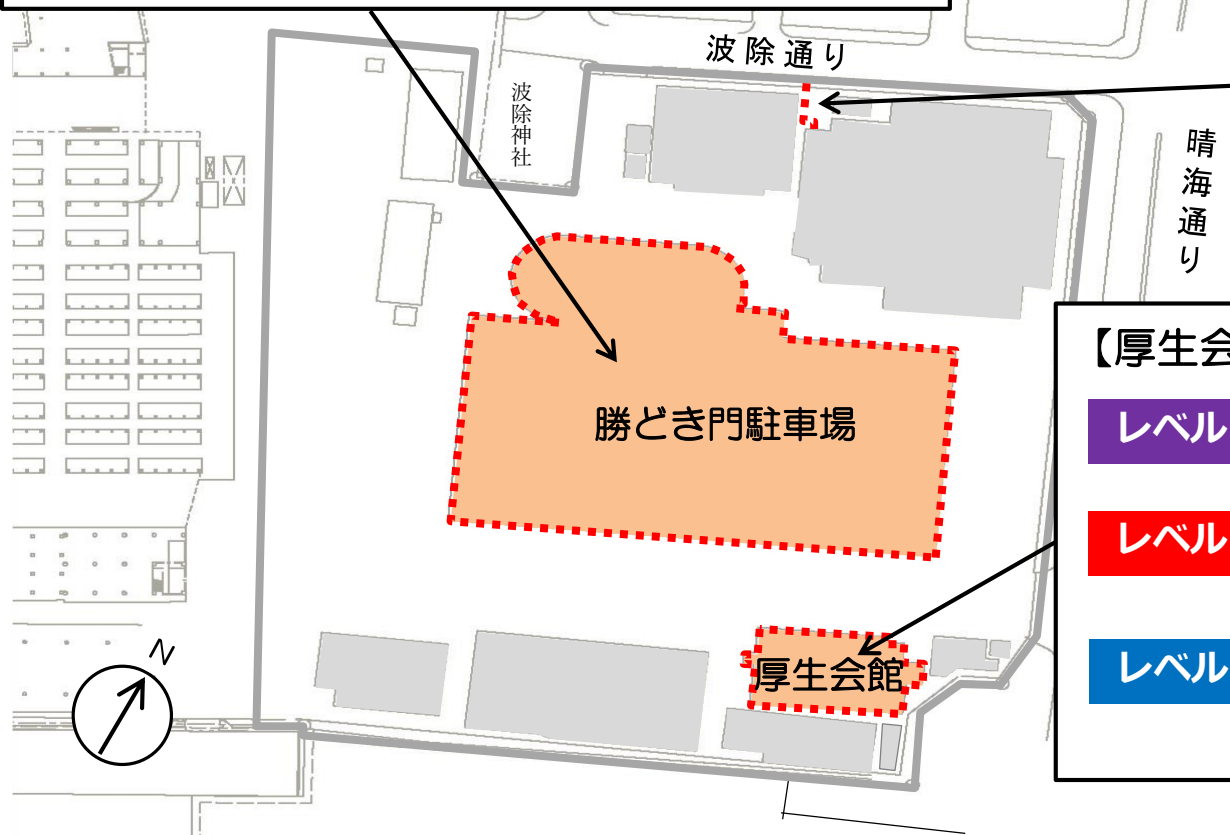 波除通り
波除神社
晴海通り
勝どき門駐車場
【厚生会
レベル
レベル
レベル
厚生会館
N